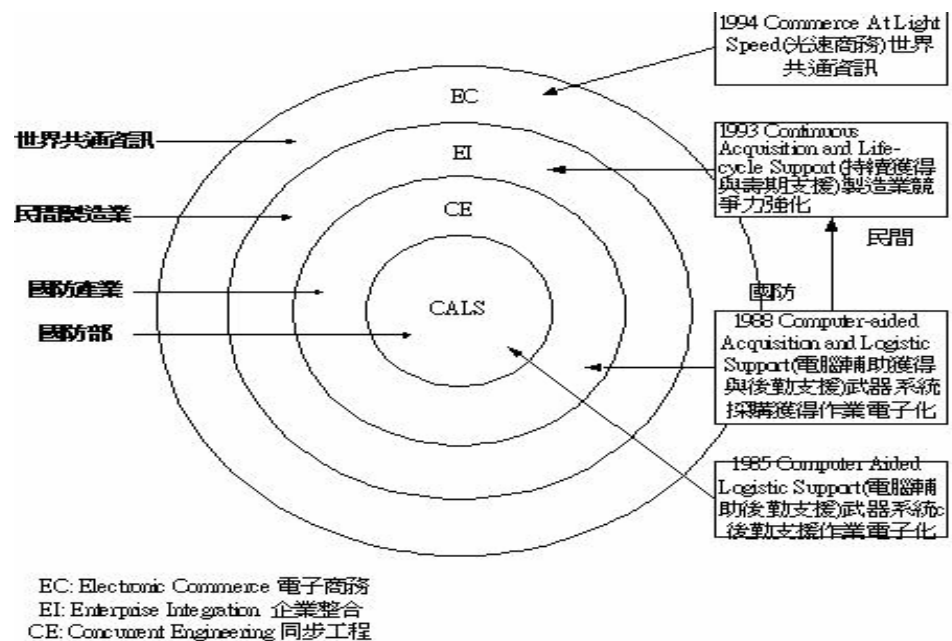 1994 Commerce At Light
Speed(光速商務)世界
共通資訊
EC
世界共通資訊
1993 Continuous
Acquisition and Life-
cycle Support(持續獲得
與壽期支援)製造業競
爭力強化
EI
民間製造業
CE
民間
國防產業
國防
CALS
國防部
1988 Computer-aided
Acquisition and Logistic
Support(電腦輔助獲得
與後勤支援)武器系統
採購獲得作業電子化
1985 Computer Aided
Logistic Support(電腦輔
助後勤支援)武器系統c
後勤支援作業電子化
EC: Electronic Commerce 電子商務
EI: Enterprise Integration 企業整合
CE: Concurrent Engineering 同步工程